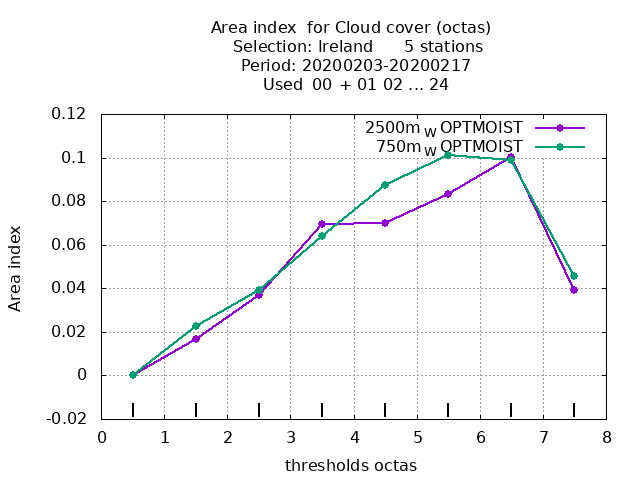 Area index  for Cloud cover (octas)
Selection: Ireland      5 stations
Period: 20200203-20200217
Used  00 + 01 02 ... 24
2500m W OPTMOIST
750m W OPTMOIST
0.12
0.1
0.08
0.06
0.04
0.02
0
-0.02
Area index
0 1 2 3 4 5 6 7 8
thresholds octas